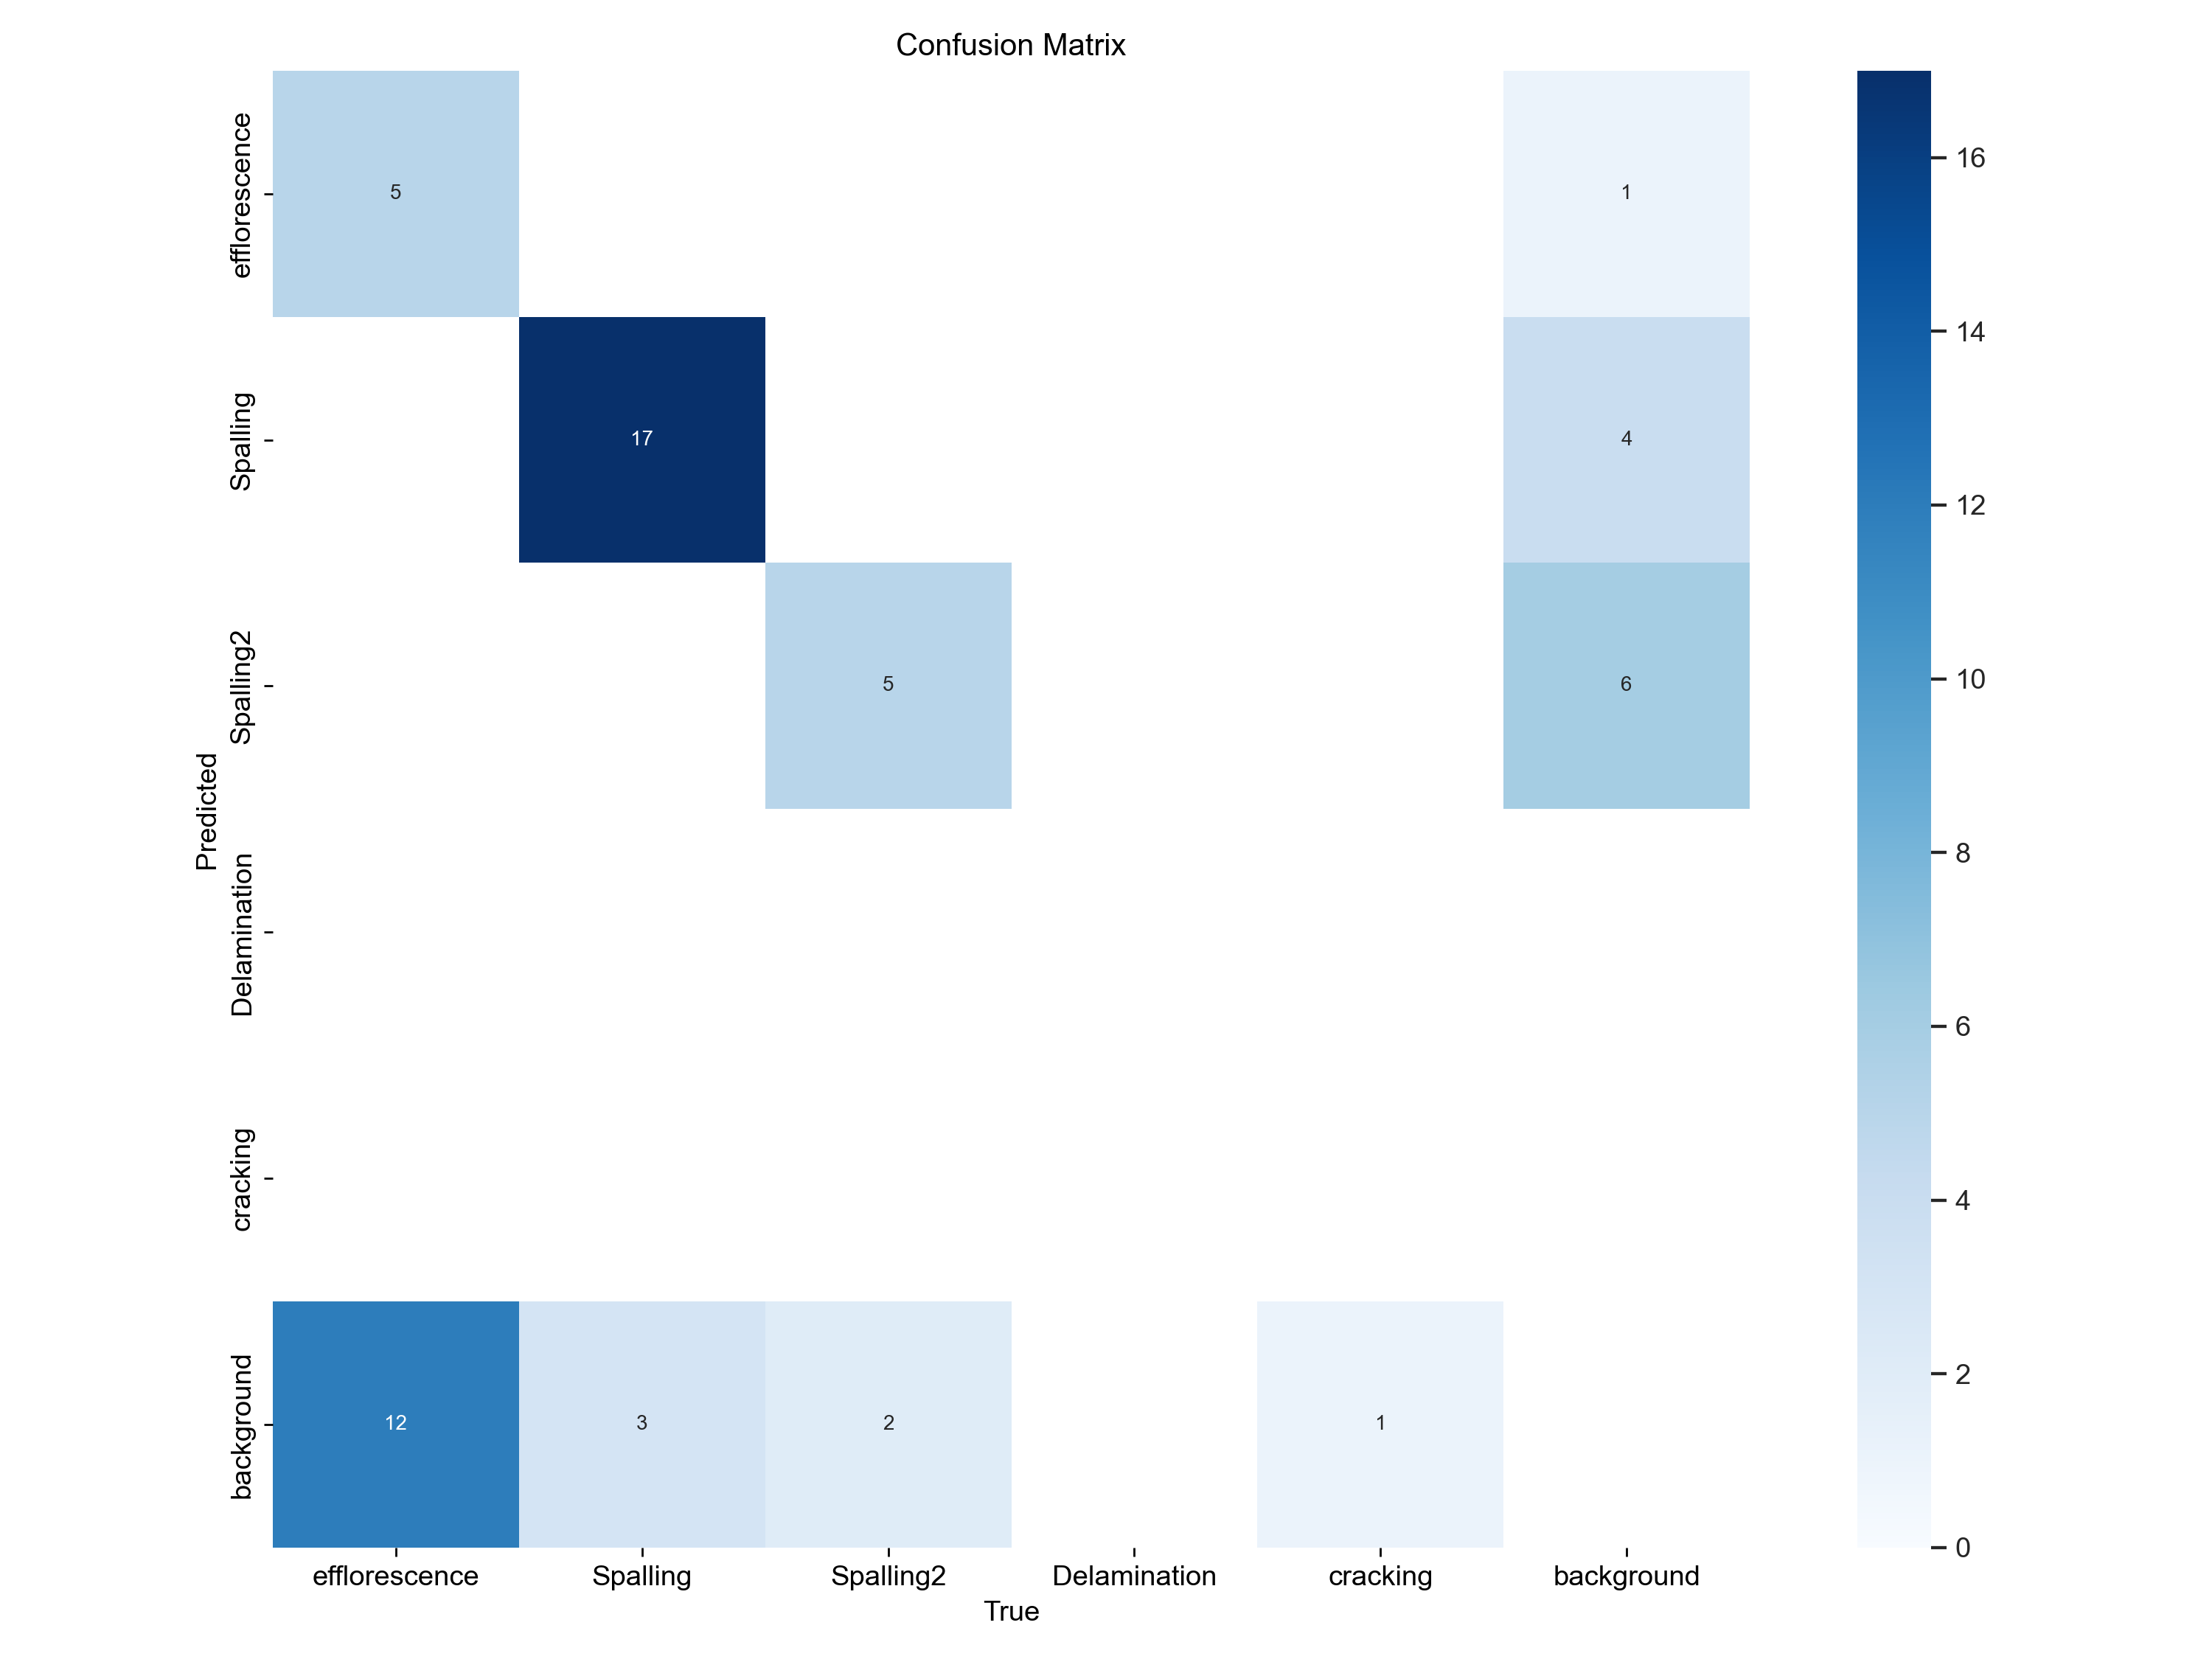 Confusion Matrix
efflorescence
5
1
Spalling
17
4
Spalling2
5
6
Delamination
cracking
background
12
3
2
1
Predicted
efflorescence
Spalling
Spalling2
Delamination
cracking
background
True
16
14
12
10
8
6
4
2
0